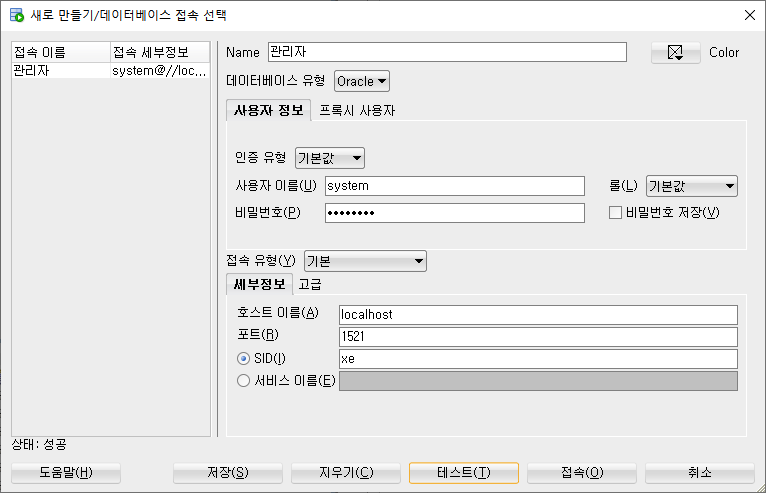 새로 만들기/데이터베이스 접속 선택
접속 이름 접속 세부정보
관리자 system@//loc...
Name 관리자 Color
데이터베이스 유형 Oracle
사용자 정보 프록시 사용자
인증 유형 기본값
사용자 이름(U) system 롤(L) 기본값
비밀번호(P) •••••••• 비밀번호 저장(V)
접속 유형(Y) 기본
세부정보 고급
호스트 이름(A) localhost
포트(R) 1521
SID(I) xe
서비스 이름(E)
상태: 성공
도움말(H) 저장(S) 지우기(C) 테스트(T) 접속(O) 취소